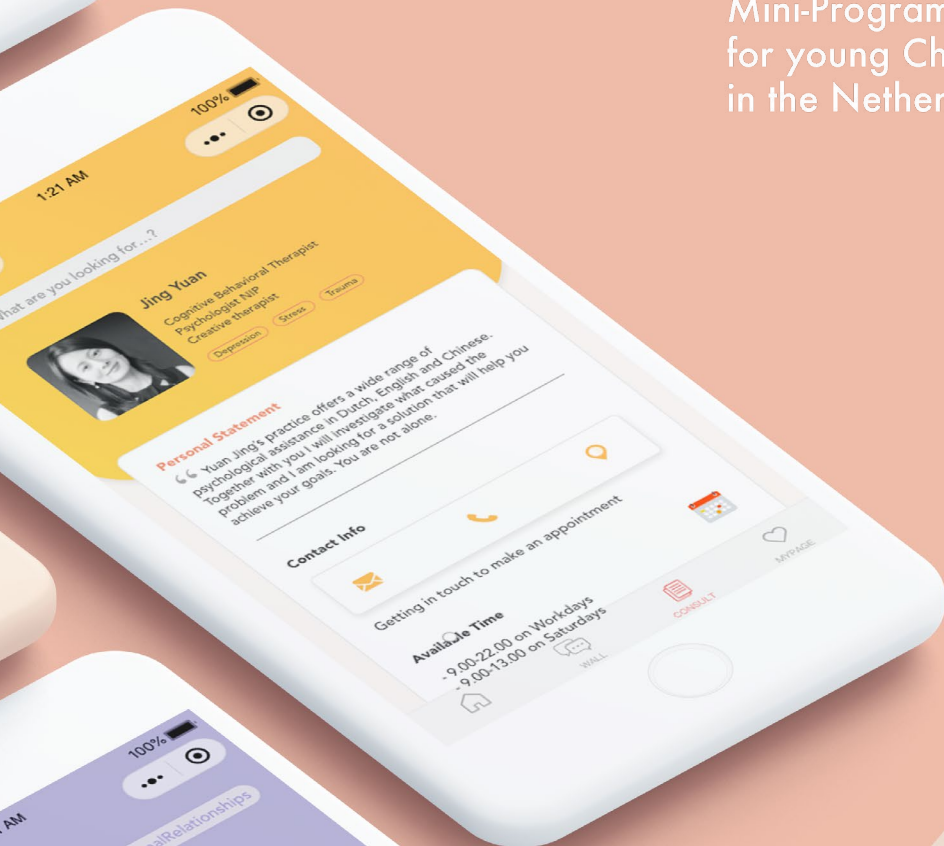 Mini-Program
for young Ch
in the Nether
100%
1:21 AM
hat are you looking for...?
Jing Yuan
Cognitive Behavioral Therapist
Psychologist NIP
Creative therapist
Depression
Stress
Trauma
Personal Statement
“ Yuan Jing's practice offers a wide range of
psychological assistance in Dutch, English and Chinese.
Together with you I will investigate what caused the
problem and I am looking for a solution that will help you
achieve your goals. You are not alone.
Contact Info
Getting in touch to make an appointment
Available Time
- 9.00-22.00 on Workdays
- 9.00-13.00 on Saturdays
WALL
CONSULT
MYPAGE
100%
AM
alRelationships